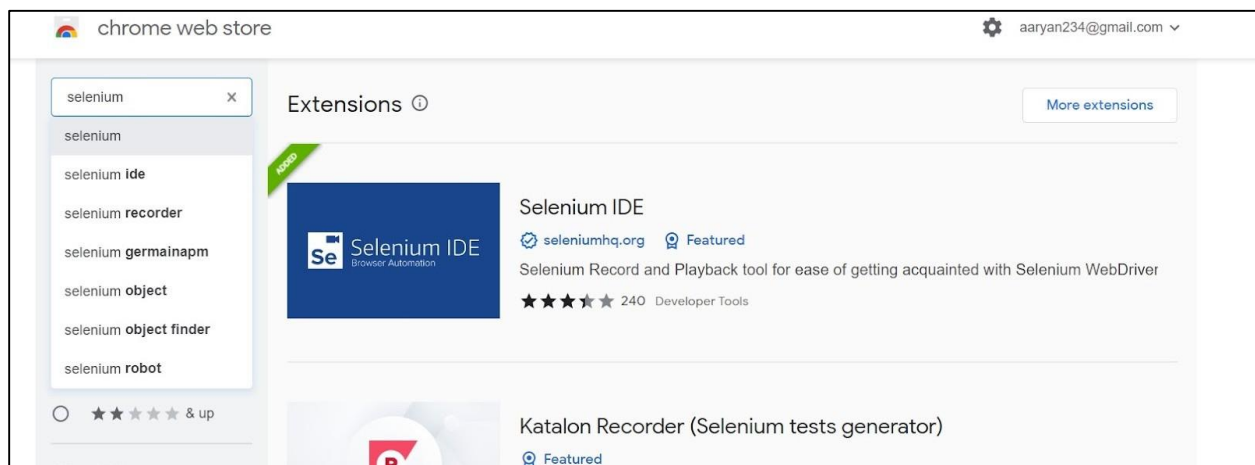 chrome web store
aaryan234@gmail.com
selenium
selenium
selenium ide
selenium recorder
selenium germainapm
selenium object
selenium object finder
selenium robot
& up
Extensions
More extensions
ADDED
Se Selenium IDE
Browser Automation
Selenium IDE
seleniumhq.org Featured
Selenium Record and Playback tool for ease of getting acquainted with Selenium WebDriver
240 Developer Tools
Katalon Recorder (Selenium tests generator)
Featured